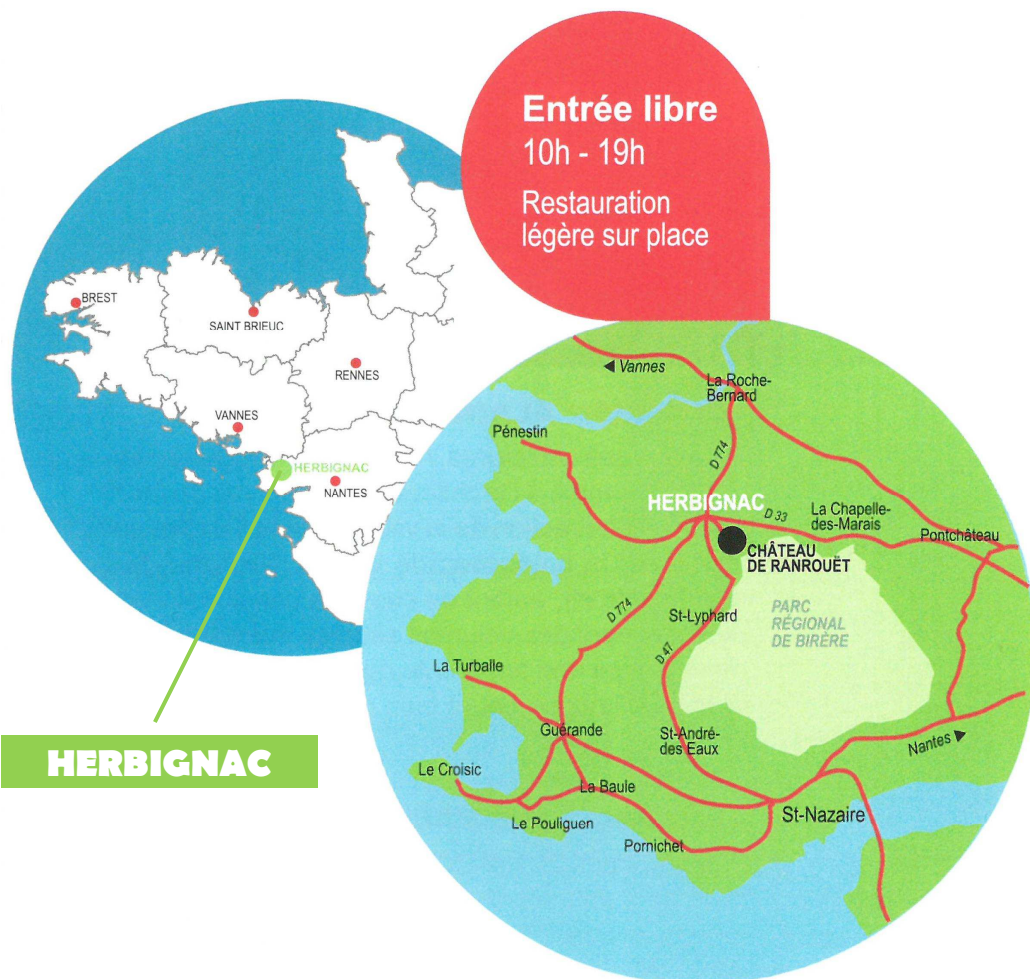 Entrée libre
10h - 19h
Restauration
légère sur place
BREST
SAINT BRIEUC
RENNES
VANNES
HERBIGNAC
NANTES
HERBIGNAC
Vannes
La Roche-
Bernard
Pénestin
D 774
HERBIGNAC
D 33
La Chapelle-
des-Marais
Pontchâteau
CHÂTEAU
DE RANROUËT
PARC
RÉGIONAL
DE BIRÈRE
D 774
St-Lyphard
D 47
La Turballe
Guérande
St-André-
des Eaux
Nantes
Le Croisic
La Baule
Le Pouliguen
St-Nazaire
Pornichet